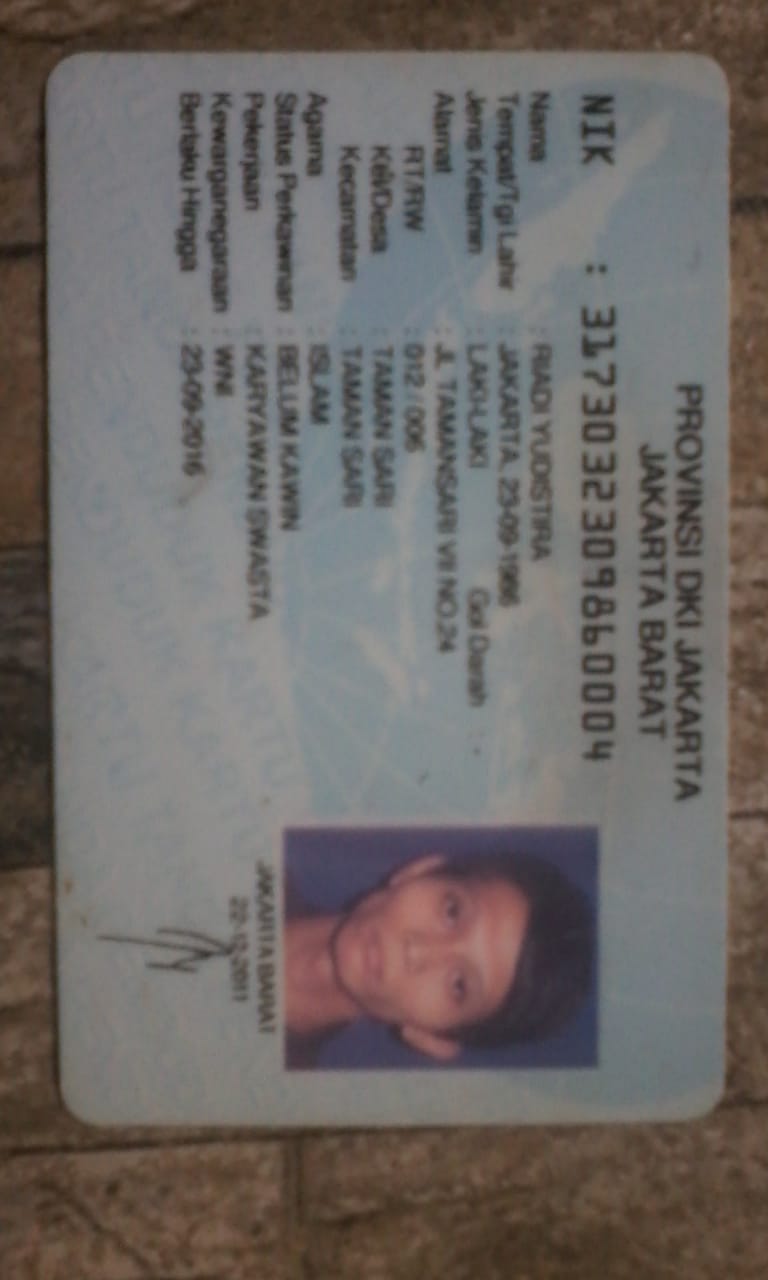 PROVINSI DKI JAKARTA
JAKARTA BARAT
NIK : 3173032309860004
Nama : RIADI YUDISTIRA
Tempat/Tgl Lahir : JAKARTA, 23-09-1986
Jenis Kelamin : LAKI-LAKI Gol Darah : -
Alamat : JL TAMANSARI VII NO.24
RT/RW : 012 / 006
Kel/Desa : TAMAN SARI
Kecamatan : TAMAN SARI
Agama : ISLAM
Status Perkawinan : BELUM KAWIN
Pekerjaan : KARYAWAN SWASTA
Kewarganegaraan : WNI
Berlaku Hingga : 23-09-2016
JAKARTA BARAT
22-12-2011